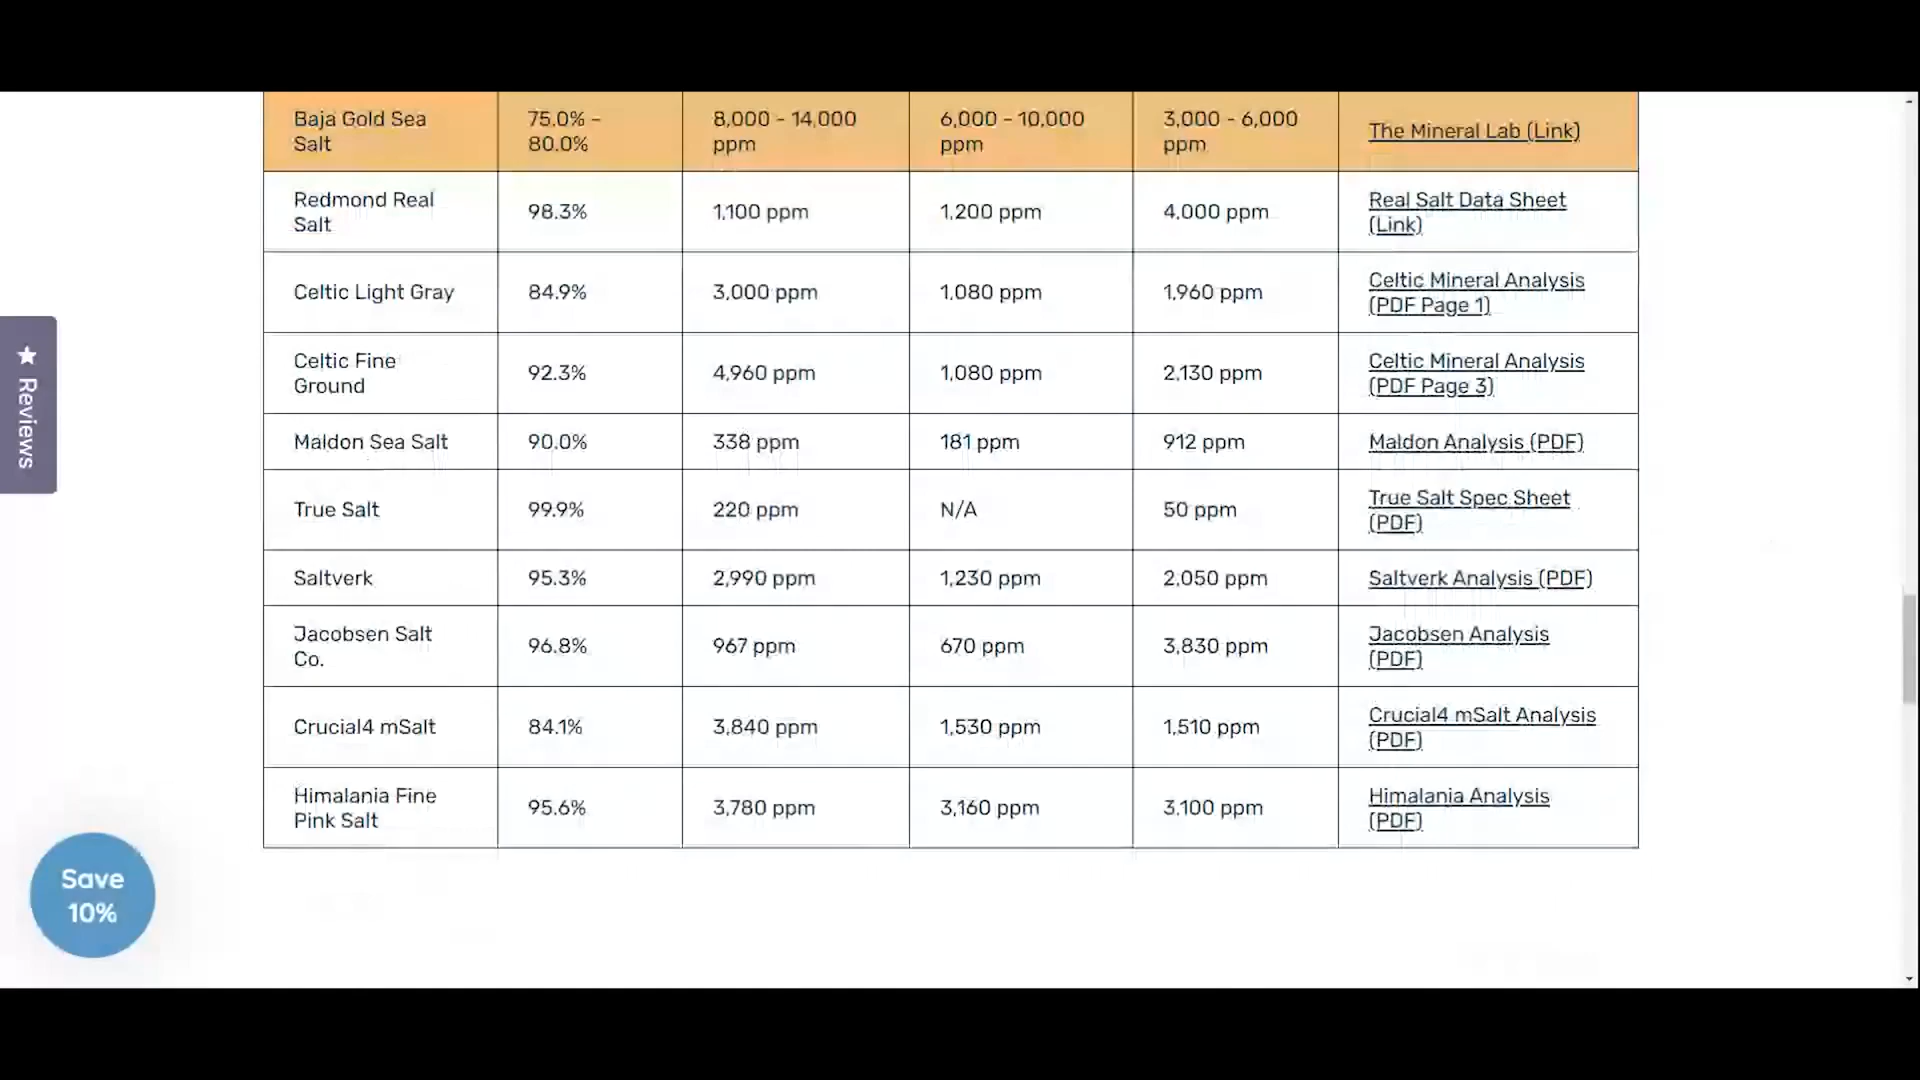 Baja Gold Sea
Salt
75.0% -
80.0%
8,000 - 14,000
ppm
6,000 - 10,000
ppm
3,000 - 6,000
ppm
The Mineral Lab (Link)
Redmond Real
Salt
98.3%
1,100 ppm
1,200 ppm
4,000 ppm
Real Salt Data Sheet
(Link)
Celtic Light Gray
84.9%
3,000 ppm
1,080 ppm
1,960 ppm
Celtic Mineral Analysis
(PDF Page 1)
Celtic Fine
Ground
92.3%
4,960 ppm
1,080 ppm
2,130 ppm
Celtic Mineral Analysis
(PDF Page 3)
Maldon Sea Salt
90.0%
338 ppm
181 ppm
912 ppm
Maldon Analysis (PDF)
True Salt
99.9%
220 ppm
N/A
50 ppm
True Salt Spec Sheet
(PDF)
Saltverk
95.3%
2,990 ppm
1,230 ppm
2,050 ppm
Saltverk Analysis (PDF)
Jacobsen Salt
Co.
96.8%
967 ppm
670 ppm
3,830 ppm
Jacobsen Analysis
(PDF)
Crucial4 mSalt
84.1%
3,840 ppm
1,530 ppm
1,510 ppm
Crucial4 mSalt Analysis
(PDF)
Himalania Fine
Pink Salt
95.6%
3,780 ppm
3,160 ppm
3,100 ppm
Himalania Analysis
(PDF)
★ Reviews
Save
10%